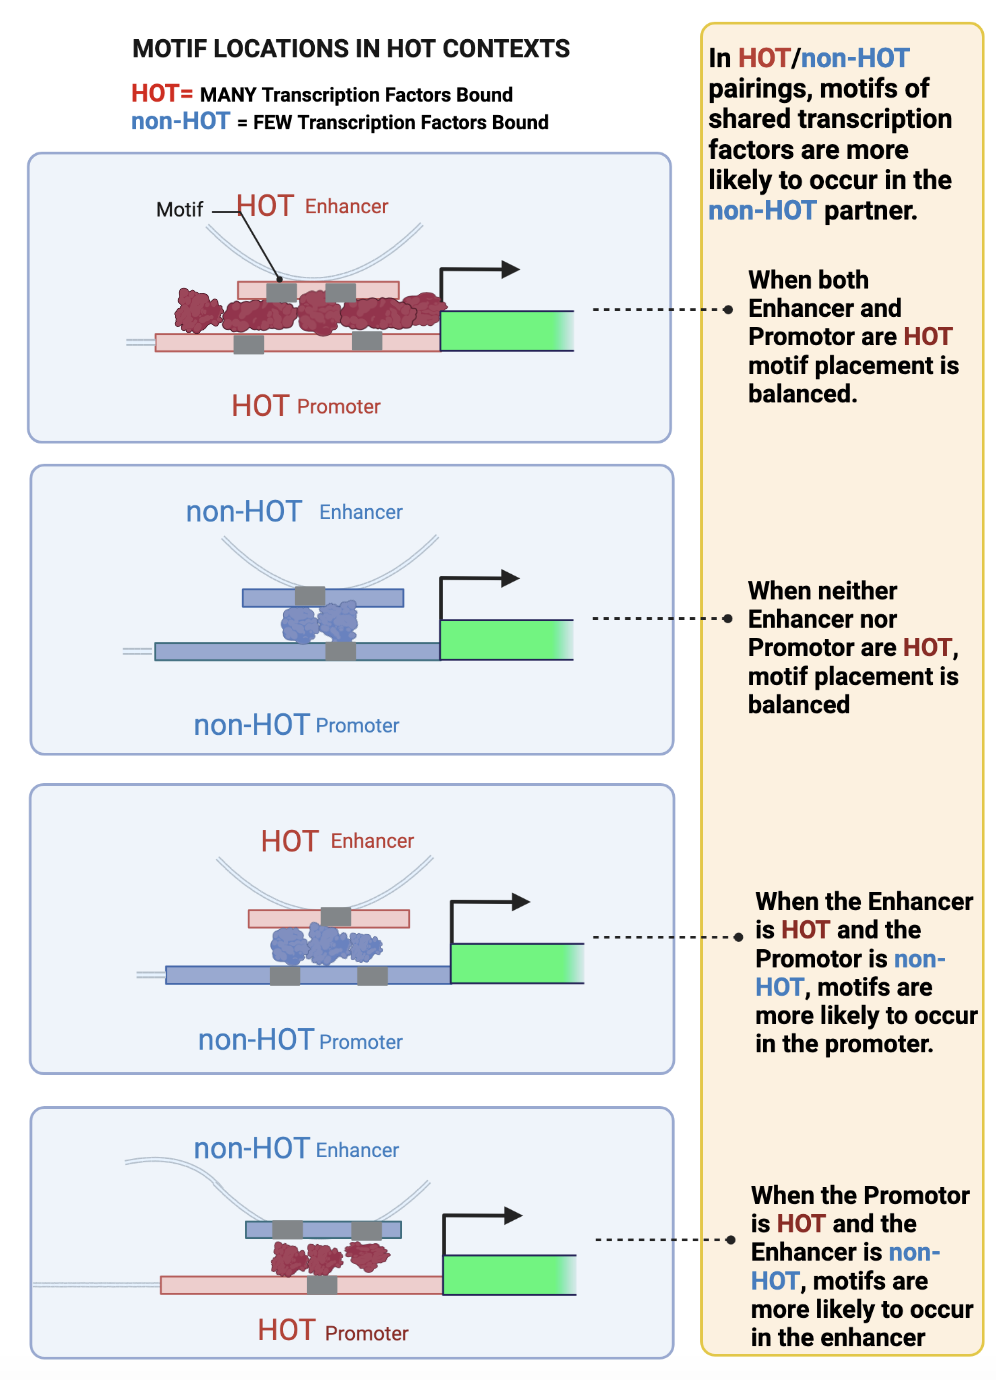 MOTIF LOCATIONS IN HOT CONTEXTS
HOT= MANY Transcription Factors Bound
non-HOT = FEW Transcription Factors Bound
Motif
HOT Enhancer
HOT Promoter
non-HOT Enhancer
non-HOT Promoter
HOT Enhancer
non-HOT Promoter
non-HOT Enhancer
HOT Promoter
In HOT/non-HOT
pairings, motifs of
shared transcription
factors are more
likely to occur in the
non-HOT partner.
When both
Enhancer and
Promotor are HOT
motif placement is
balanced.
When neither
Enhancer nor
Promotor are HOT,
motif placement is
balanced
When the Enhancer
is HOT and the
Promotor is non-
HOT, motifs are
more likely to occur
in the promoter.
When the Promotor
is HOT and the
Enhancer is non-
HOT, motifs are
more likely to occur
in the enhancer